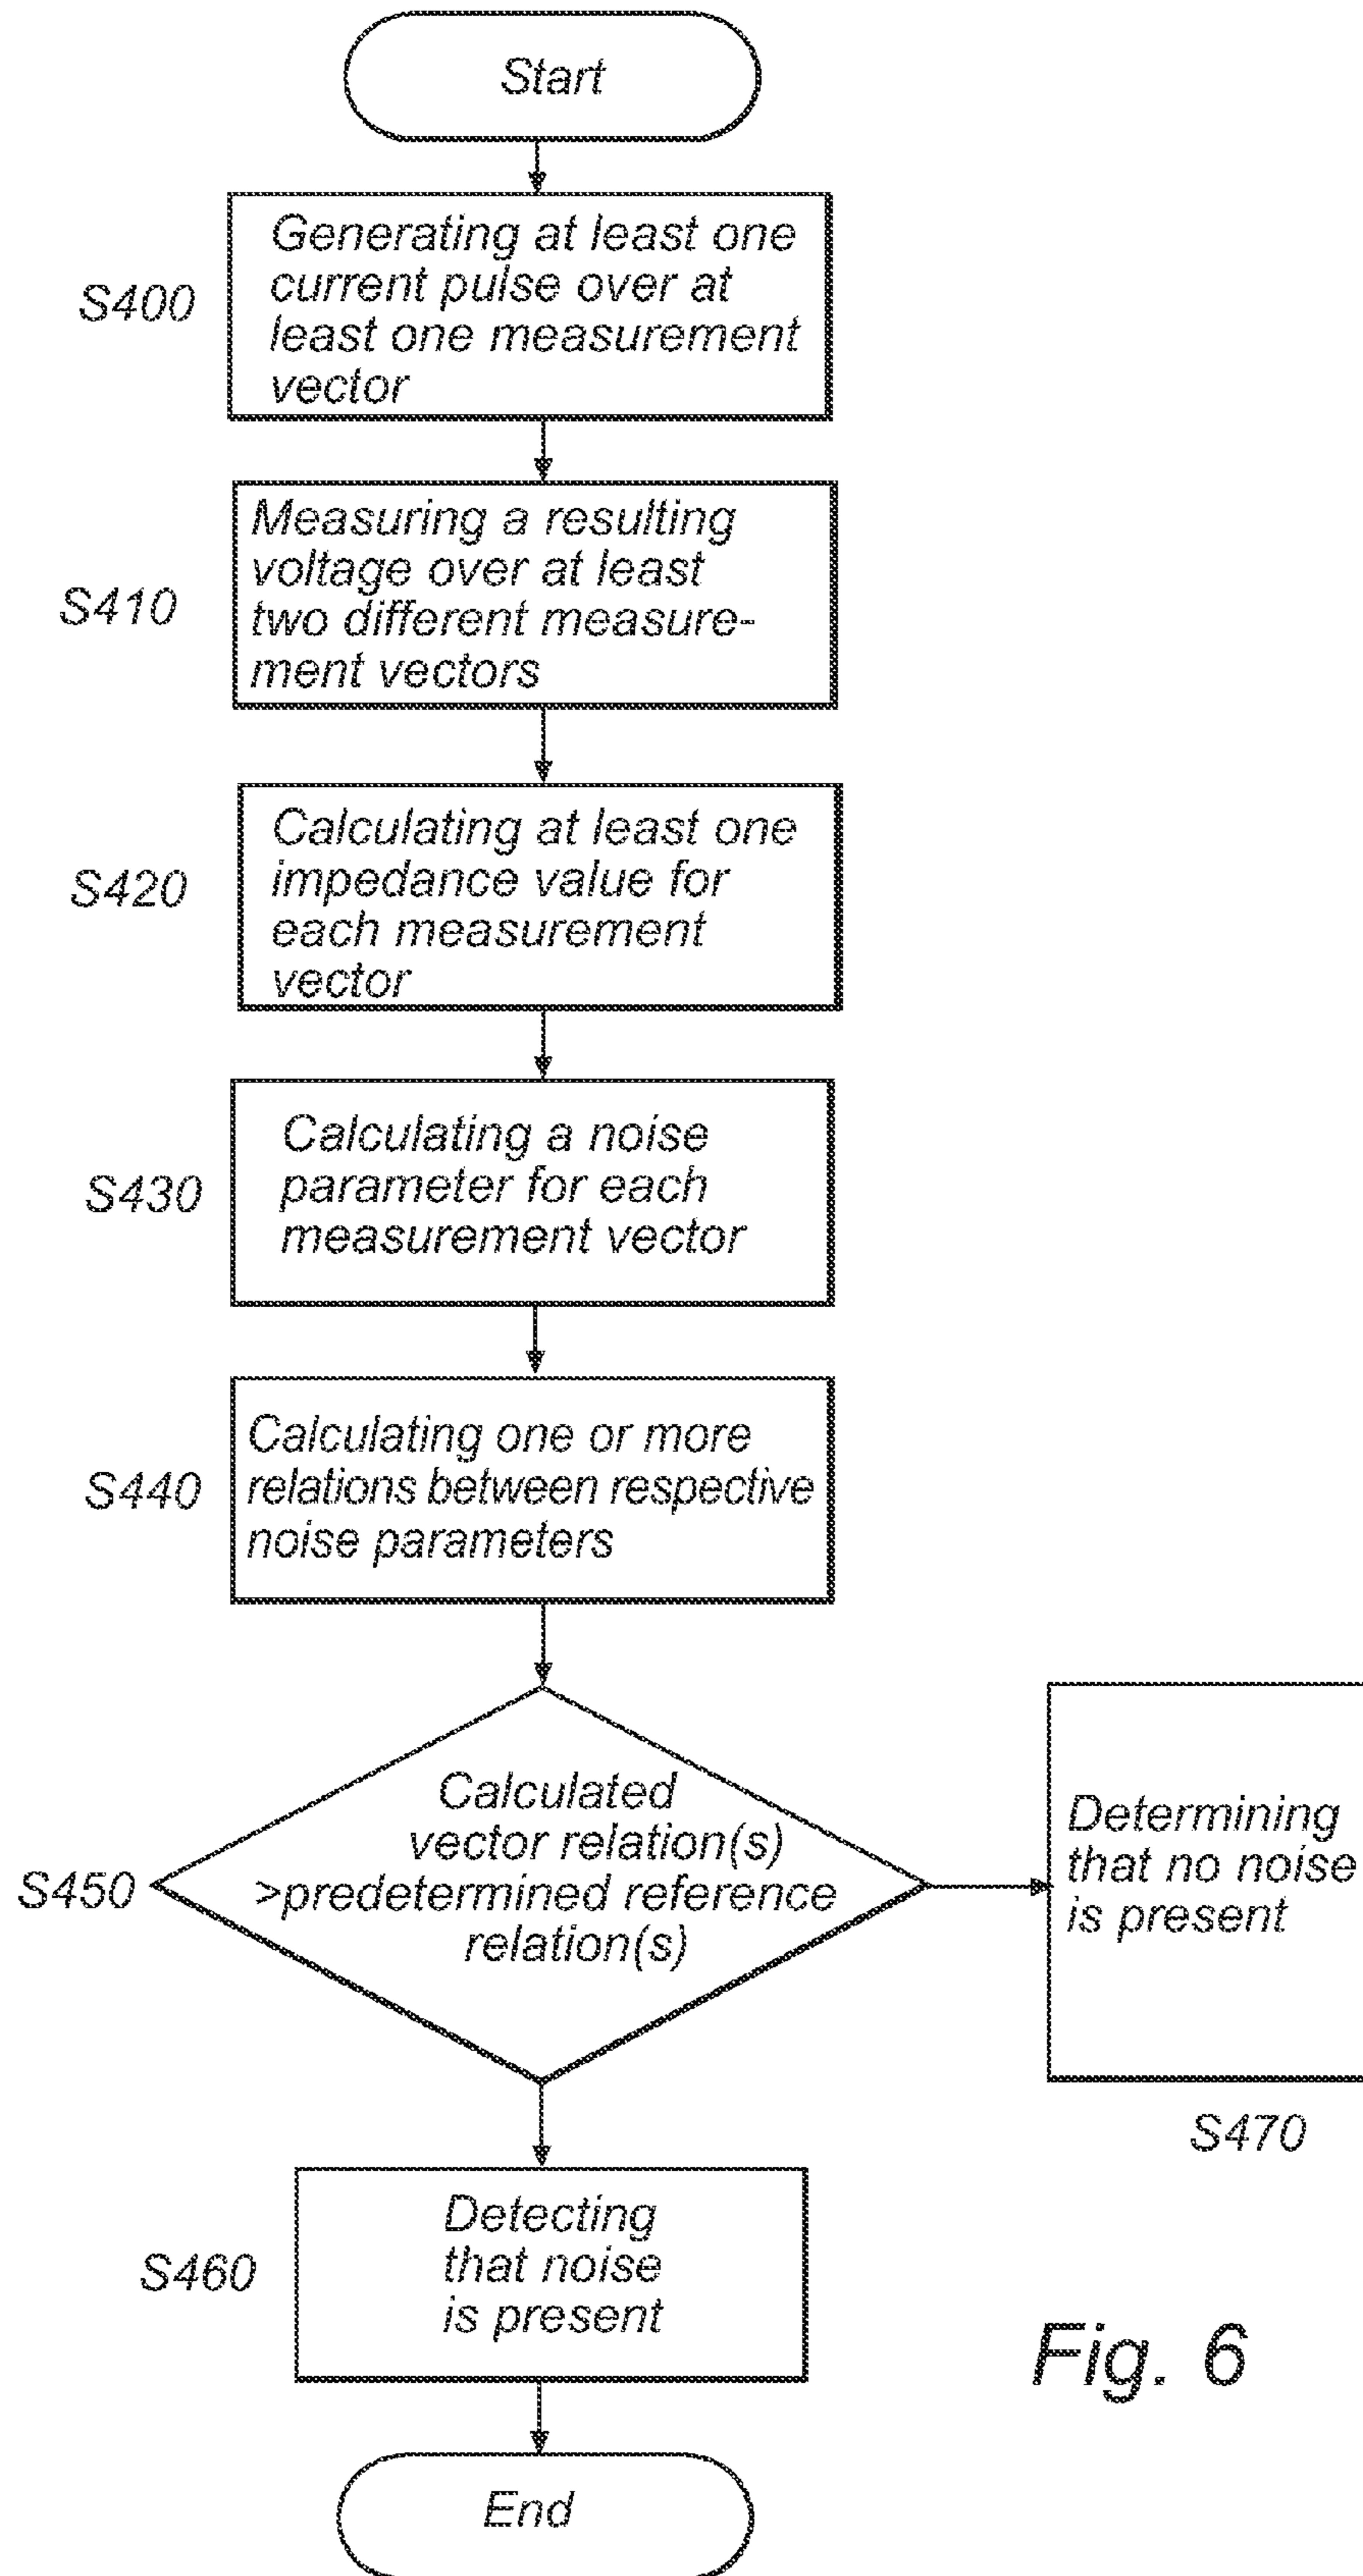 Start
S400
Generating at least one
current pulse over at
least one measurement
vector
S410
Measuring a resulting
voltage over at least
two different measure-
ment vectors
S420
Calculating at least one
impedance value for
each measurement
vector
S430
Calculating a noise
parameter for each
measurement vector
S440
Calculating one or more
relations between respective
noise parameters
S450
Calculated
vector relation(s)
>predetermined reference
relation(s)
Determining
that no noise
is present
S470
S460
Detecting
that noise
is present
Fig. 6
End